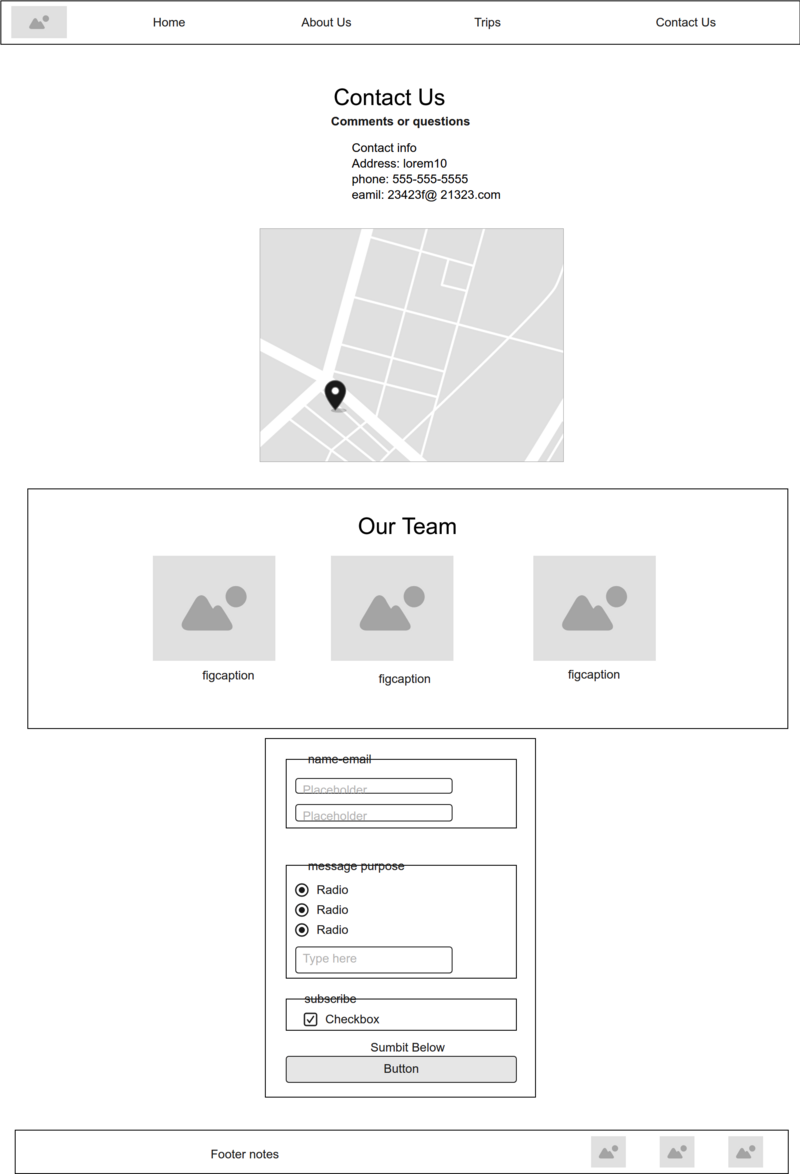 Home About Us Trips Contact Us
Contact Us
Comments or questions
Contact info
Address: lorem10
phone: 555-555-5555
eamil: 23423f@ 21323.com
Our Team
figcaption figcaption figcaption
name-email
Placeholder
Placeholder
message purpose
Radio
Radio
Radio
Type here
subscribe
Checkbox
Sumbit Below
Button
Footer notes